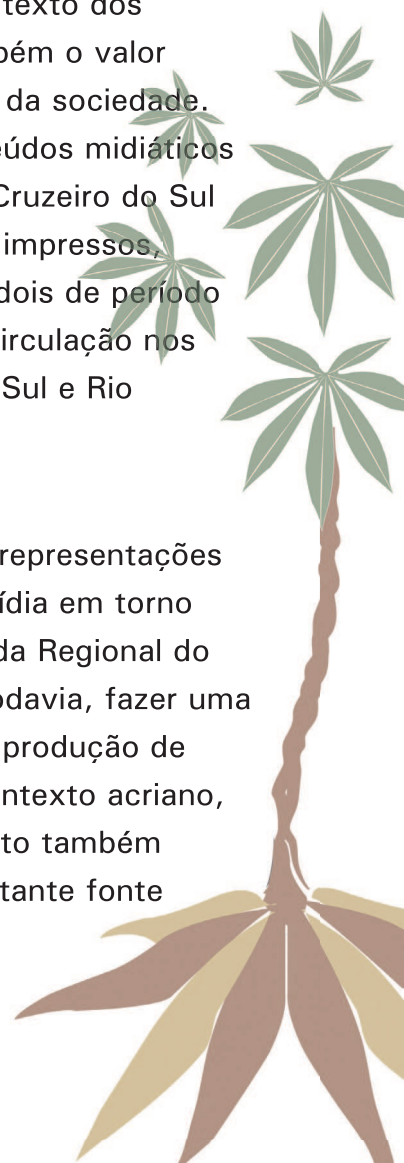 texto dos
bém o valor
da sociedade.
eúdos midiáticos
Cruzeiro do Sul
impressos,
dois de período
irculação nos
Sul e Rio
representações
ídia em torno
da Regional do
odavia, fazer uma
produção de
ntexto acriano,
to também
tante fonte